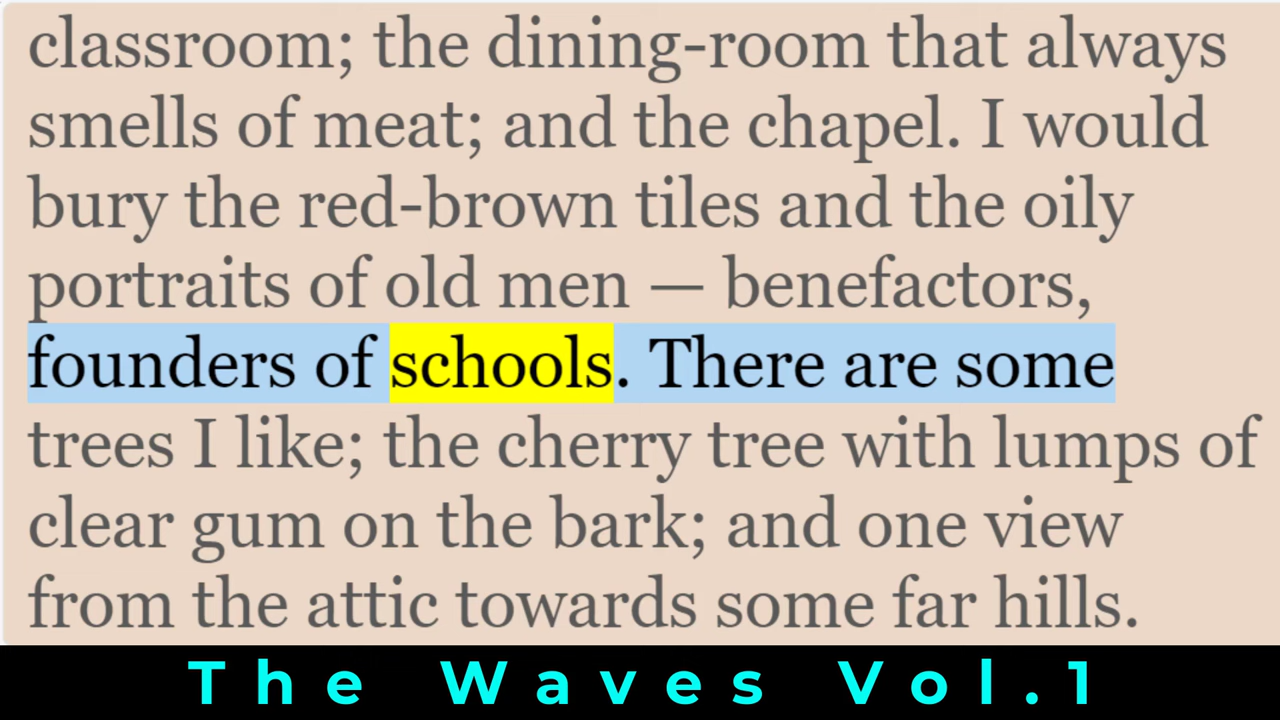 classroom; the dining-room that always
smells of meat; and the chapel. I would
bury the red-brown tiles and the oily
portraits of old men — benefactors,
founders of schools. There are some
trees I like; the cherry tree with lumps of
clear gum on the bark; and one view
from the attic towards some far hills.
The Waves Vol.1